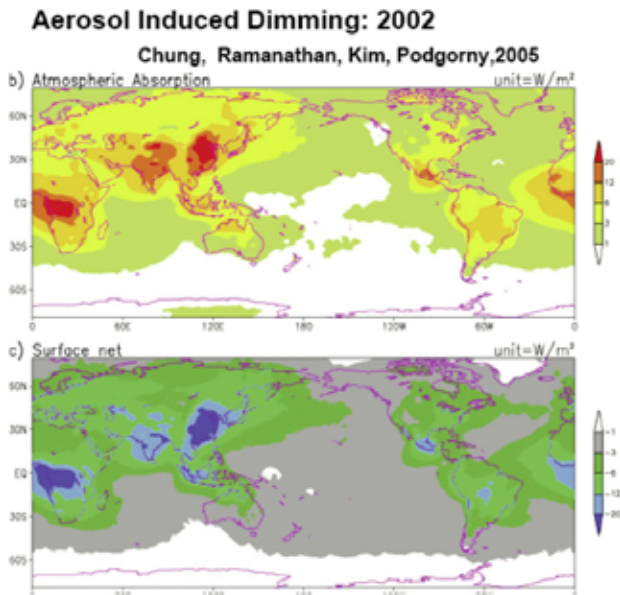 Aerosol Induced Dimming: 2002
Chung, Ramanathan, Kim, Podgorny,2005
b) Atmospheric Absorption unit=W/m²
60N
30N
EQ
30S
60S
0 60E 120E 180 120W 60W 0
20
12
6
3
1
c) Surface net unit=W/m²
60N
30N
EQ
30S
60S
-1
-3
-6
-12
-20